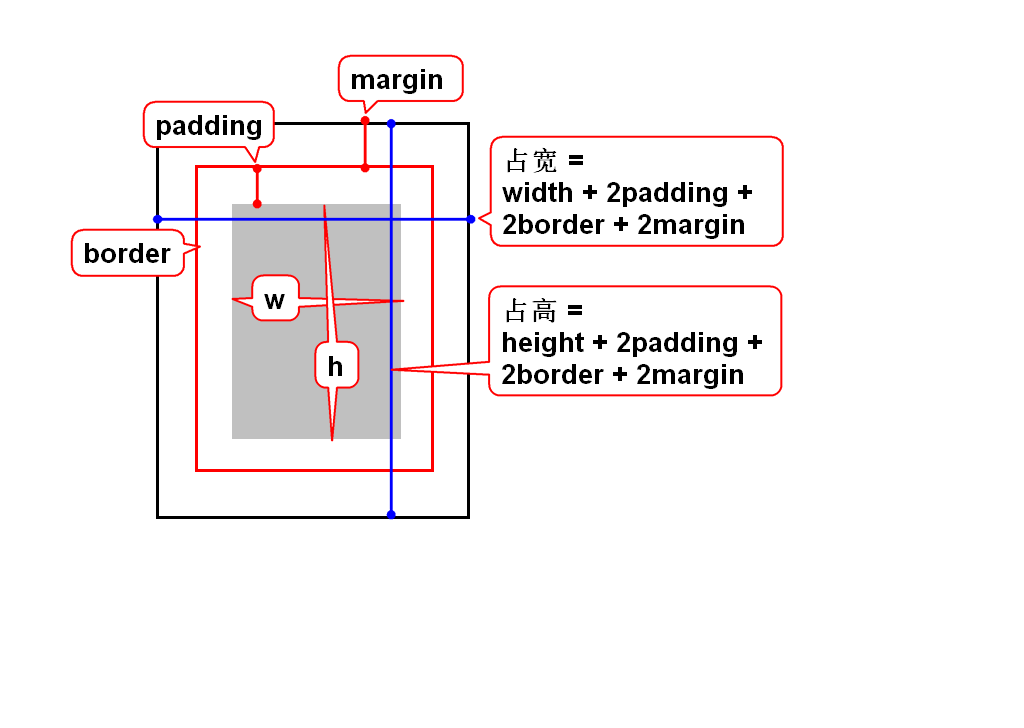 margin
padding
占宽 =
width + 2padding +
2border + 2margin
border
w
占高 =
height + 2padding +
2border + 2margin
h